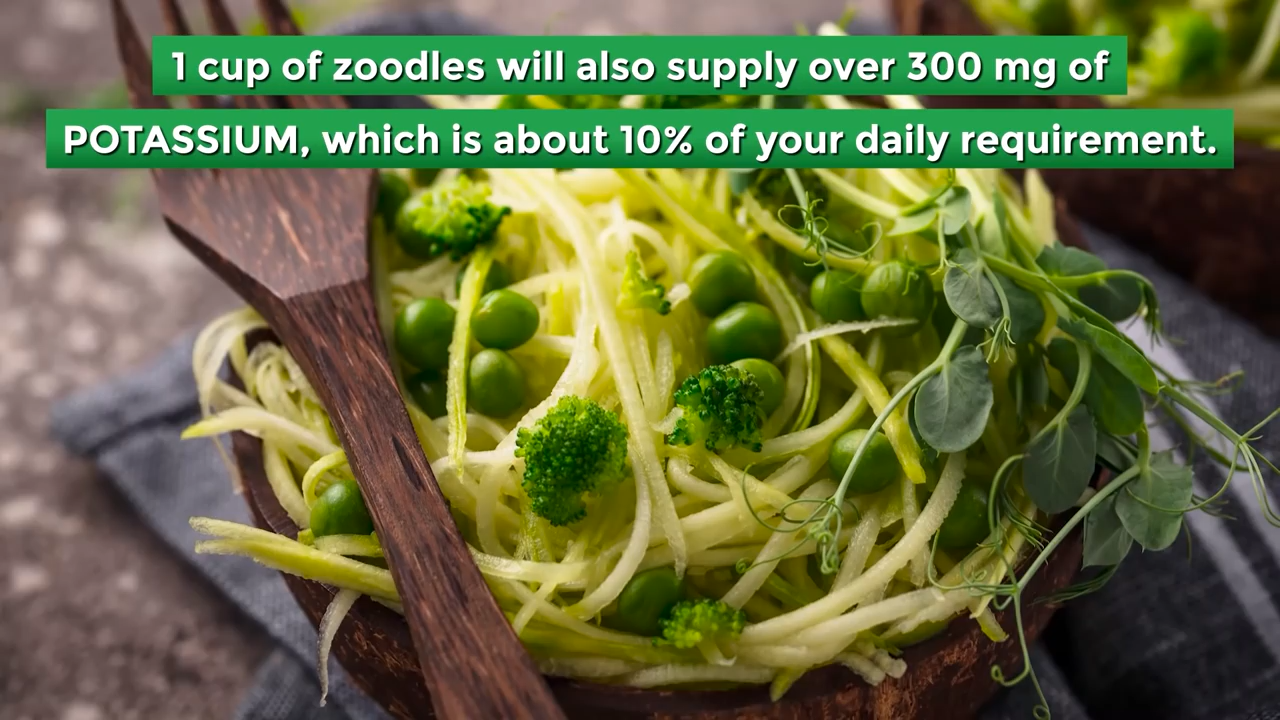 1 cup of zoodles will also supply over 300 mg of
POTASSIUM, which is about 10% of your daily requirement.